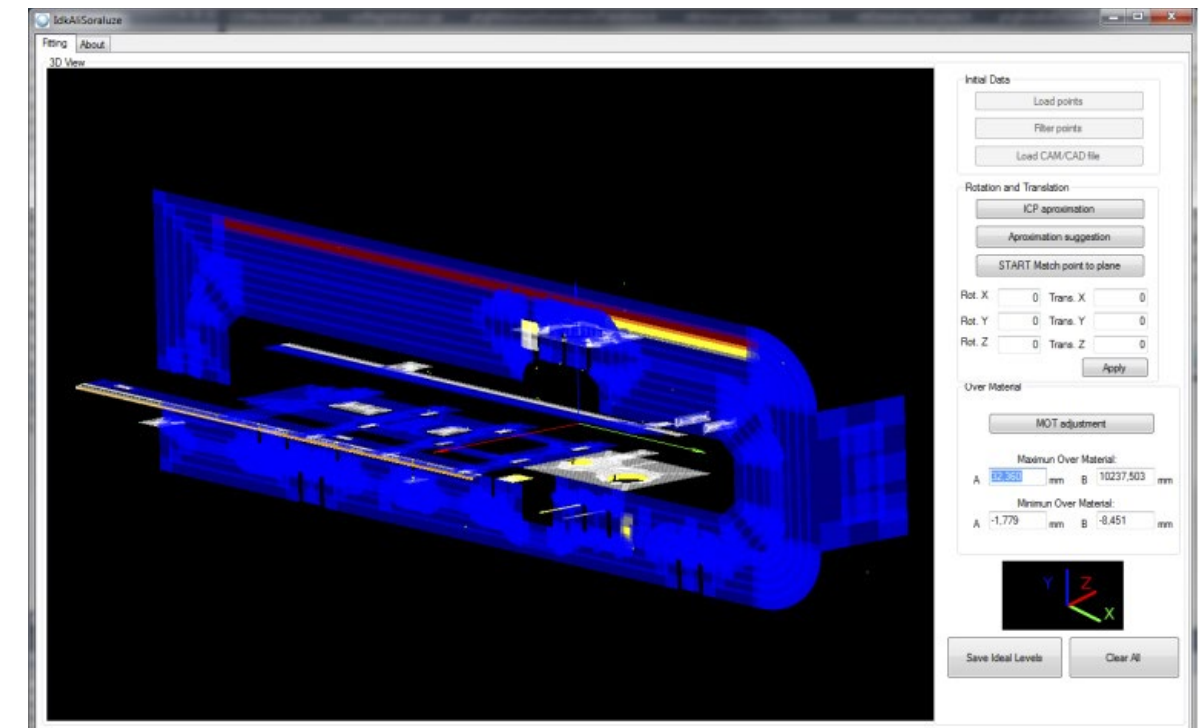 IdkAliSoraluze
Fitting About
3D View
Initial Data
Load points
Filter points
Load CAM/CAD file
Rotation and Translation
ICP aproximation
Aproximation suggestion
START Match point to plane
Rot. X 0 Trans. X 0
Rot. Y 0 Trans. Y 0
Rot. Z 0 Trans. Z 0
Apply
Over Material
MOT adjustment
Maximun Over Material:
A 32,360 mm B 10237,503 mm
Minimun Over Material:
A -1,779 mm B -8,451 mm
Y Z
X
Save Ideal Levels Clear All